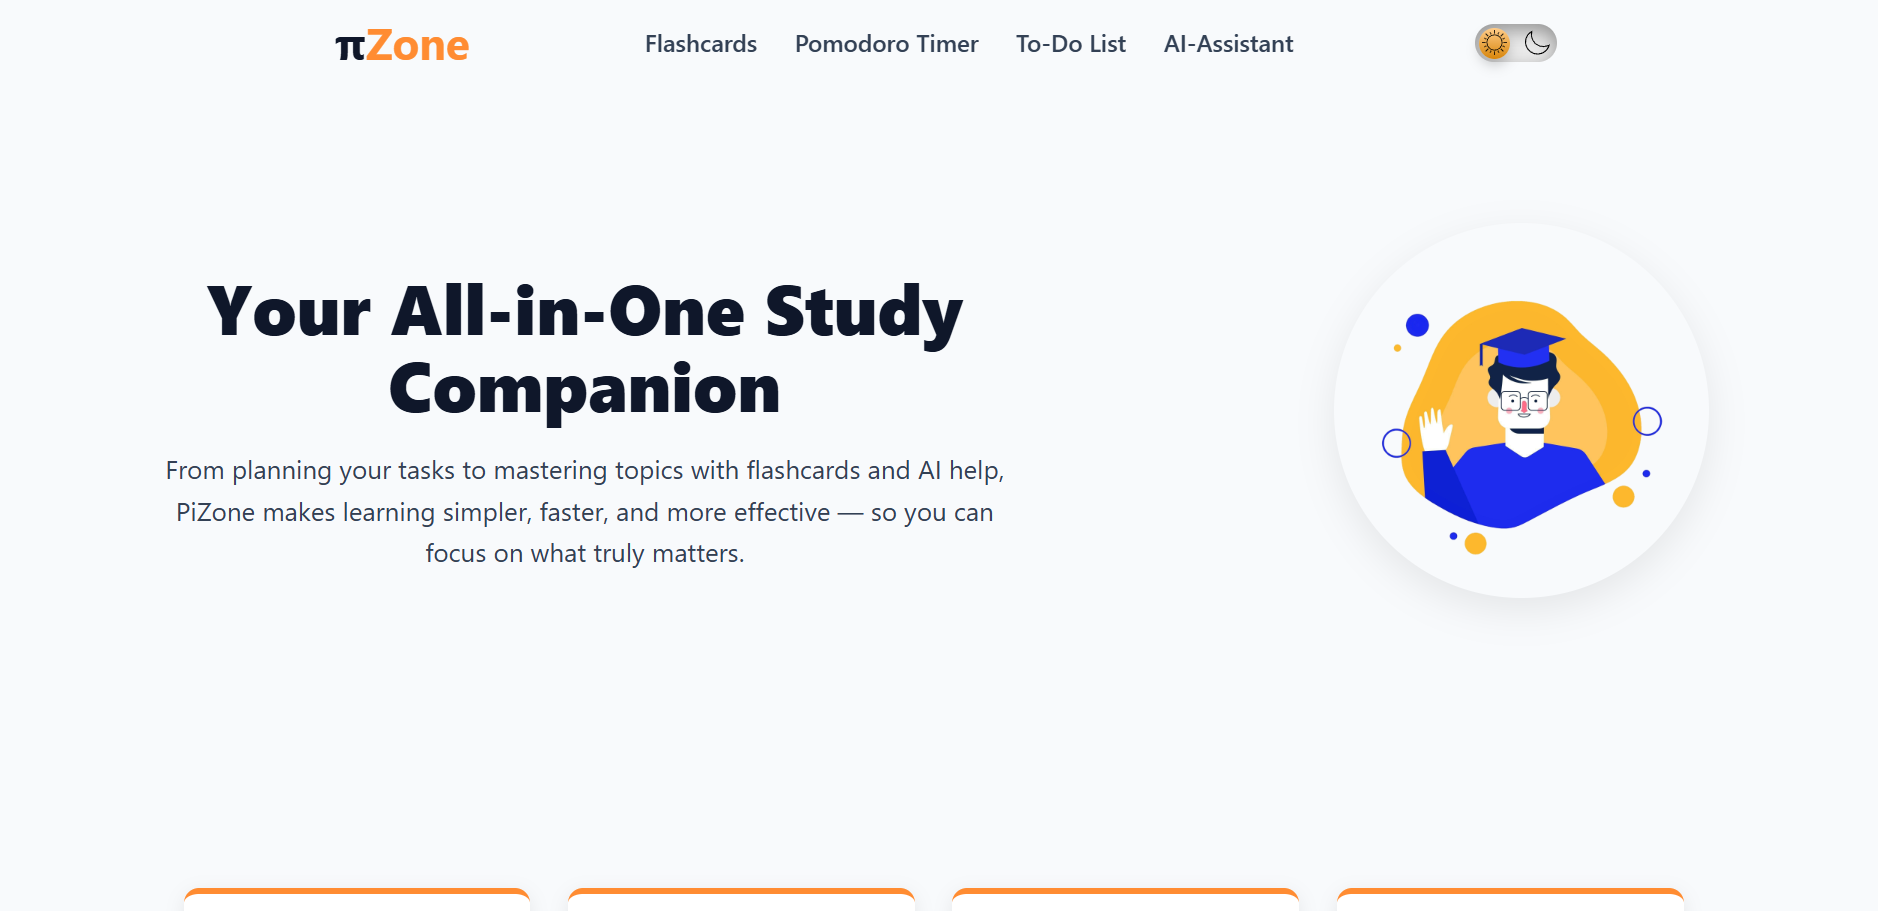 πZone
Flashcards
Pomodoro Timer
To-Do List
AI-Assistant
Your All-in-One Study
Companion
From planning your tasks to mastering topics with flashcards and AI help,
PiZone makes learning simpler, faster, and more effective — so you can
focus on what truly matters.